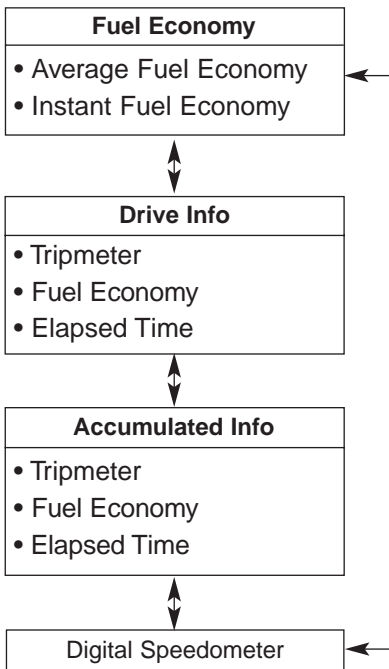 Fuel Economy
• Average Fuel Economy
• Instant Fuel Economy
Drive Info
• Tripmeter
• Fuel Economy
• Elapsed Time
Accumulated Info
• Tripmeter
• Fuel Economy
• Elapsed Time
Digital Speedometer